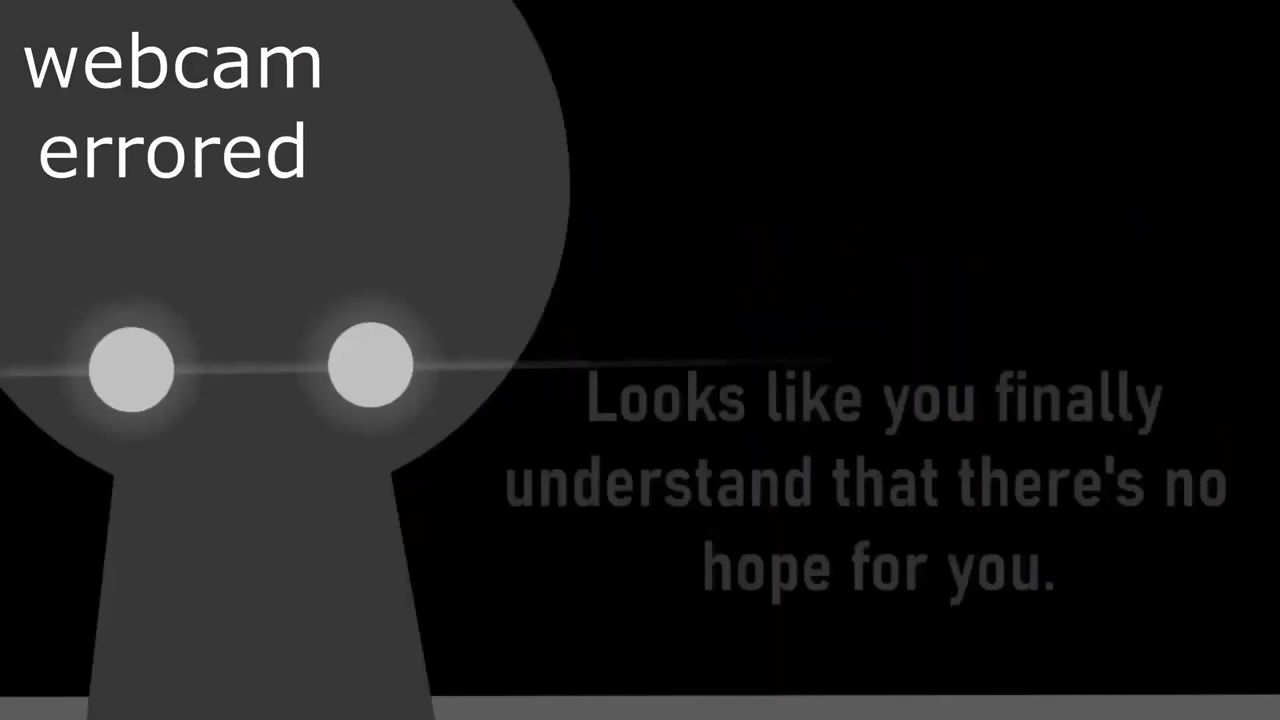 webcam
errored
Looks like you finally
understand that there's no
hope for you.